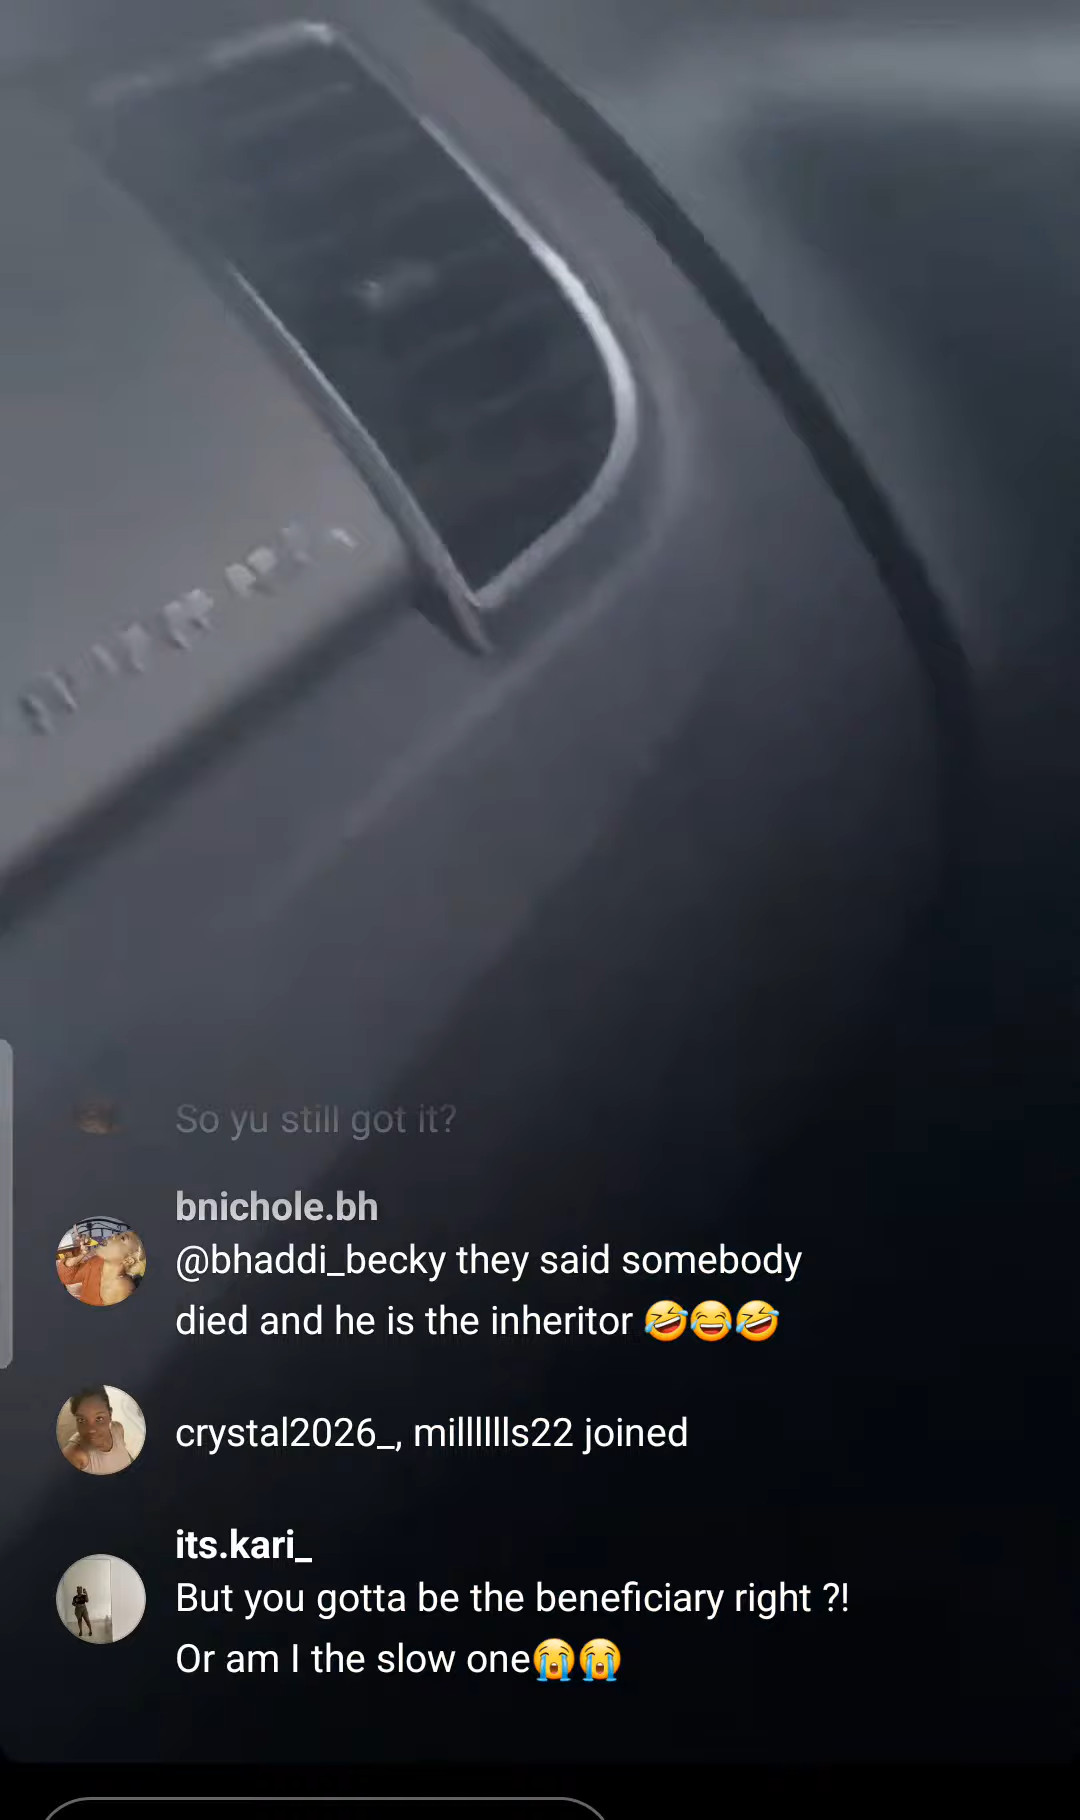 So yu still got it?
bnichole.bh
@bhaddi_becky they said somebody
died and he is the inheritor 🤣😂🤣
crystal2026_, milllllls22 joined
its.kari_
But you gotta be the beneficiary right ?!
Or am I the slow one😭😭